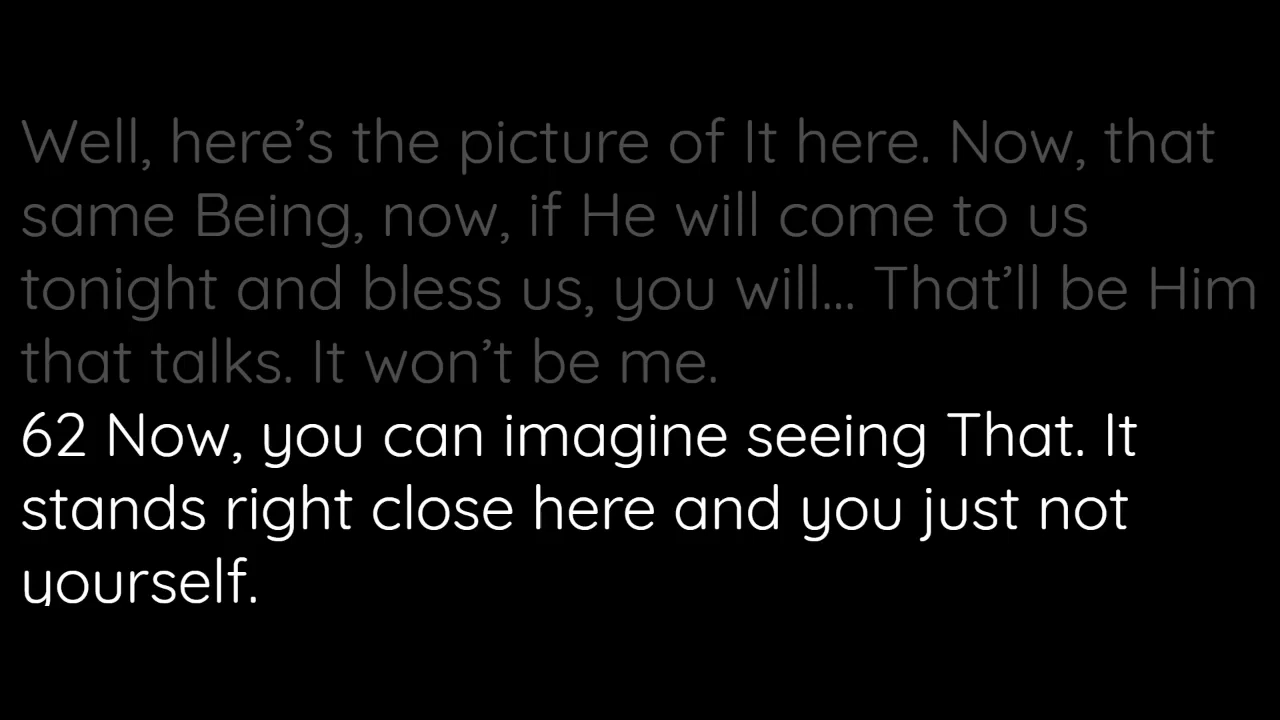 Well, here’s the picture of It here. Now, that
same Being, now, if He will come to us
tonight and bless us, you will... That’ll be Him
that talks. It won’t be me.
62 Now, you can imagine seeing That. It
stands right close here and you just not
yourself.